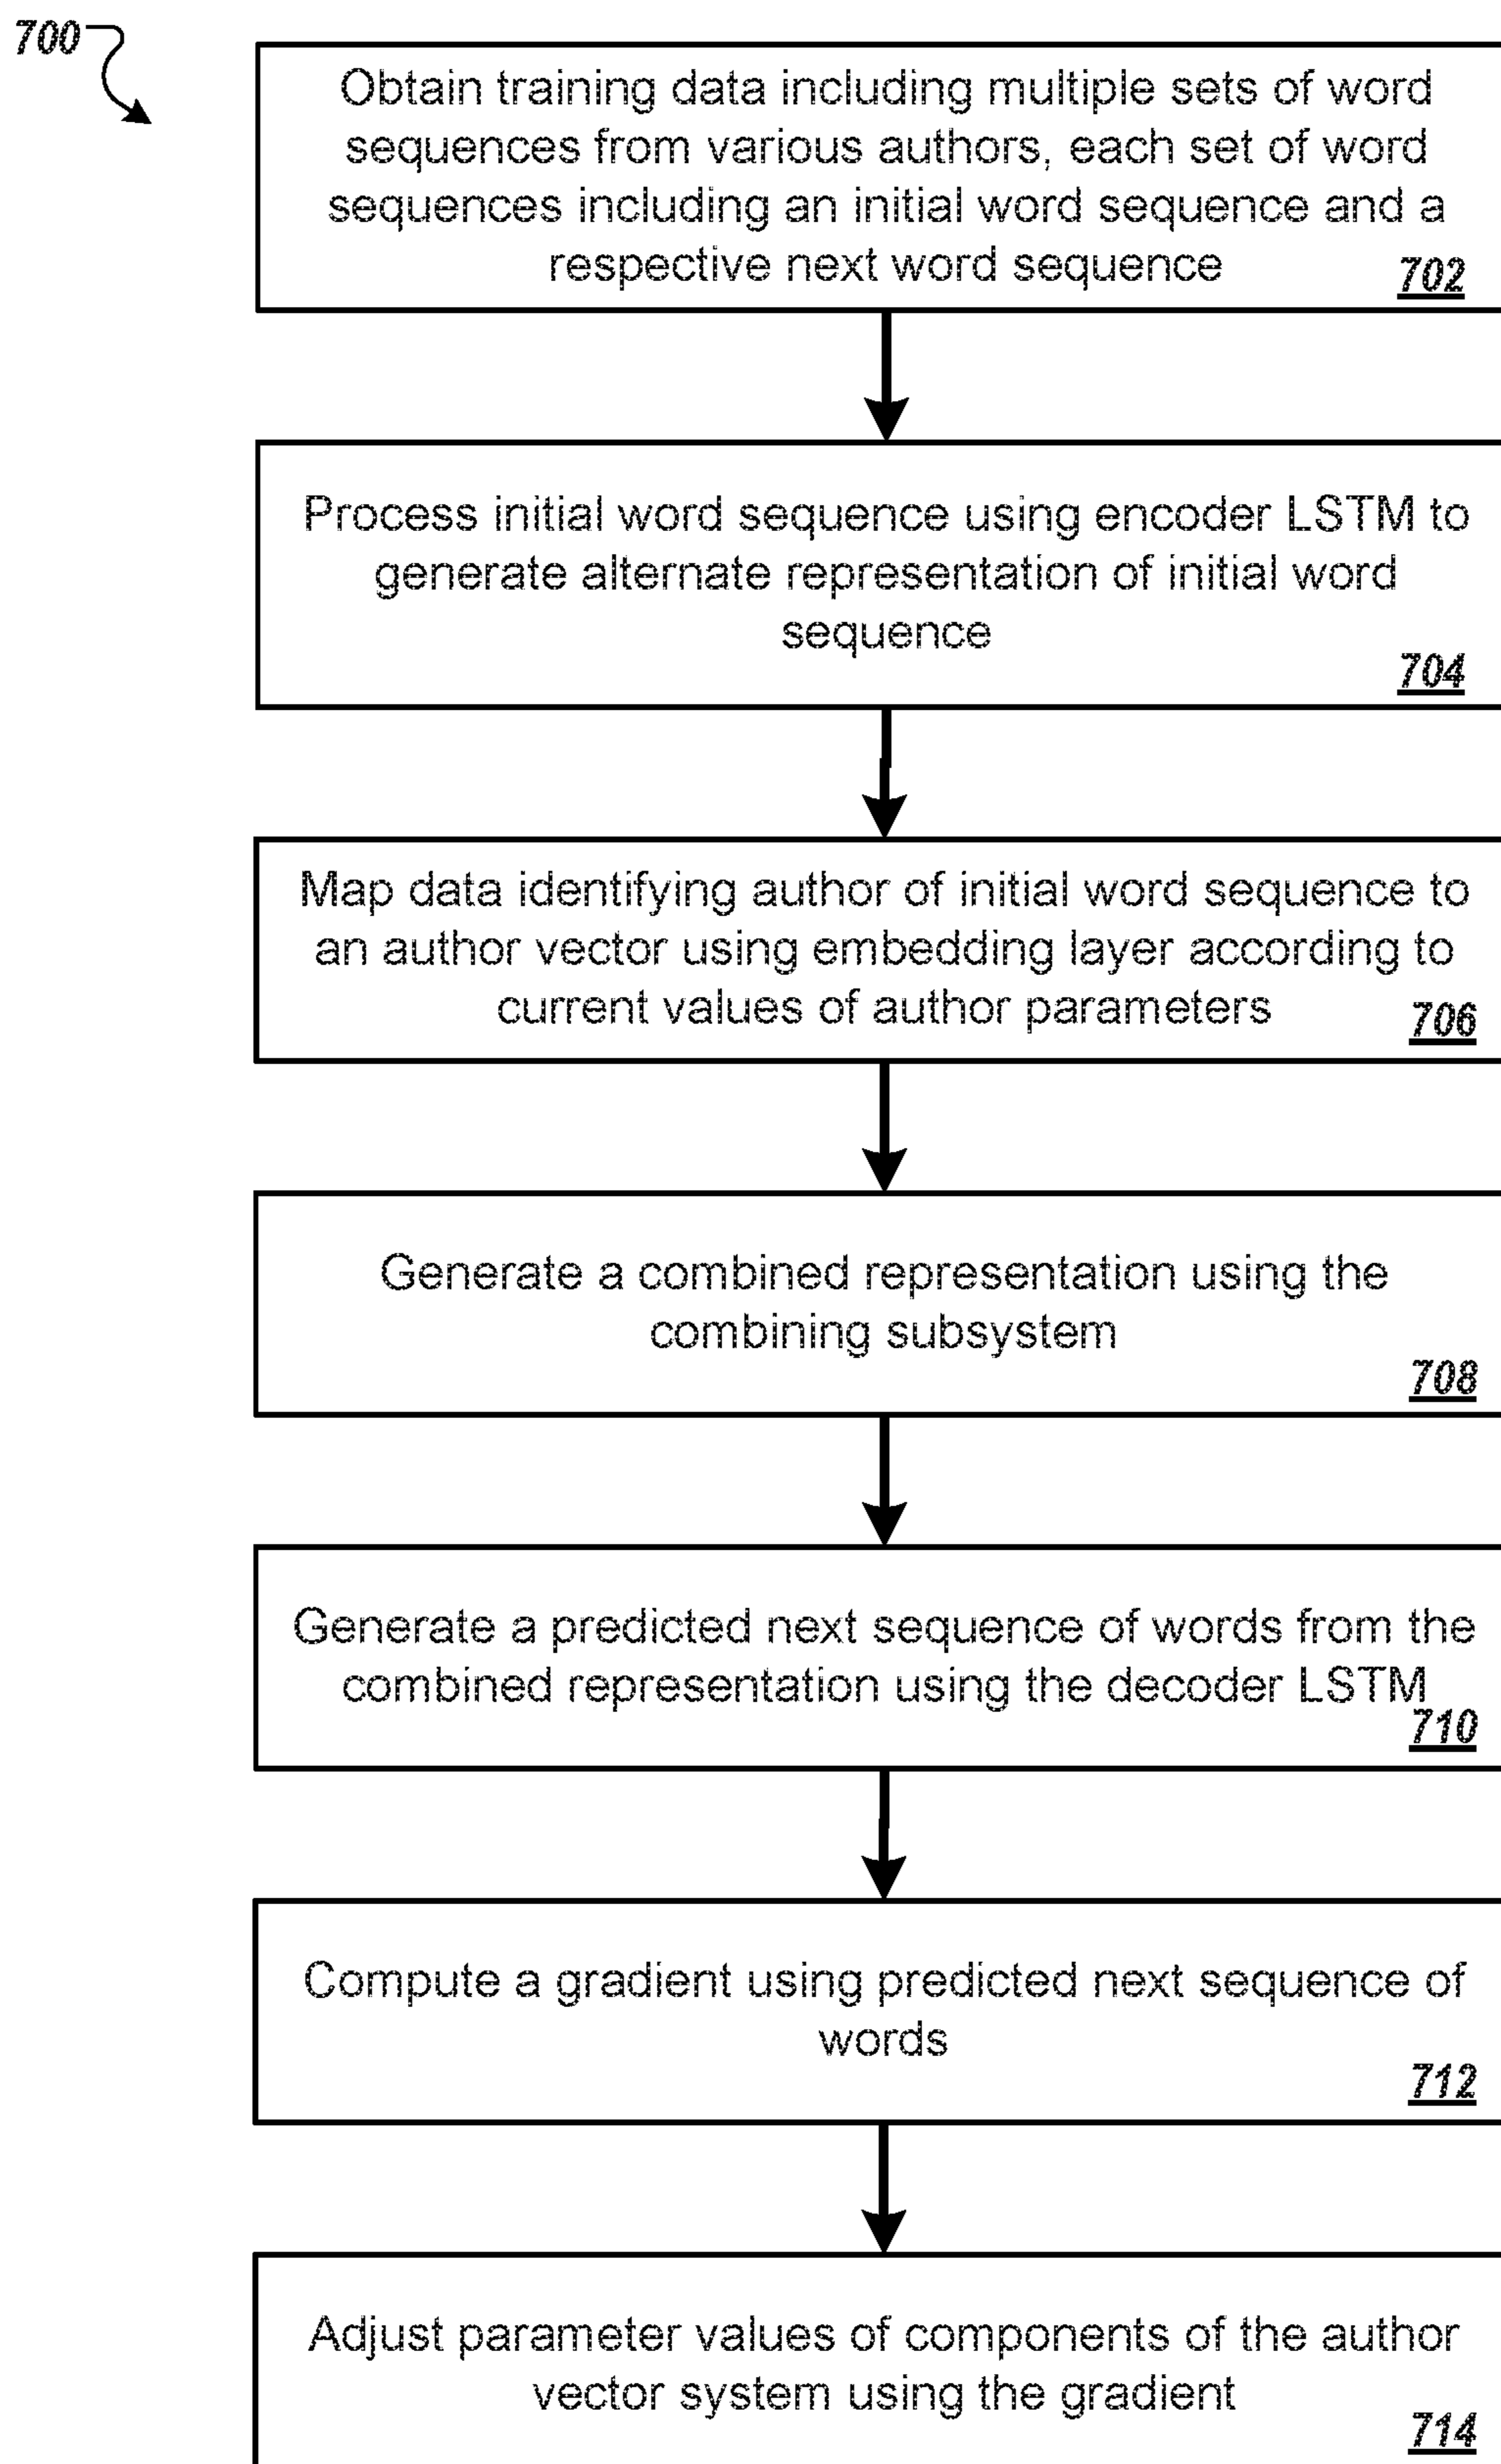 700
Obtain training data including multiple sets of word
sequences from various authors, each set of word
sequences including an initial word sequence and a
respective next word sequence
702
Process initial word sequence using encoder LSTM to
generate alternate representation of initial word
sequence
704
Map data identifying author of initial word sequence to
an author vector using embedding layer according to
current values of author parameters
706
Generate a combined representation using the
combining subsystem
708
Generate a predicted next sequence of words from the
combined representation using the decoder LSTM
710
Compute a gradient using predicted next sequence of
words
712
Adjust parameter values of components of the author
vector system using the gradient
714